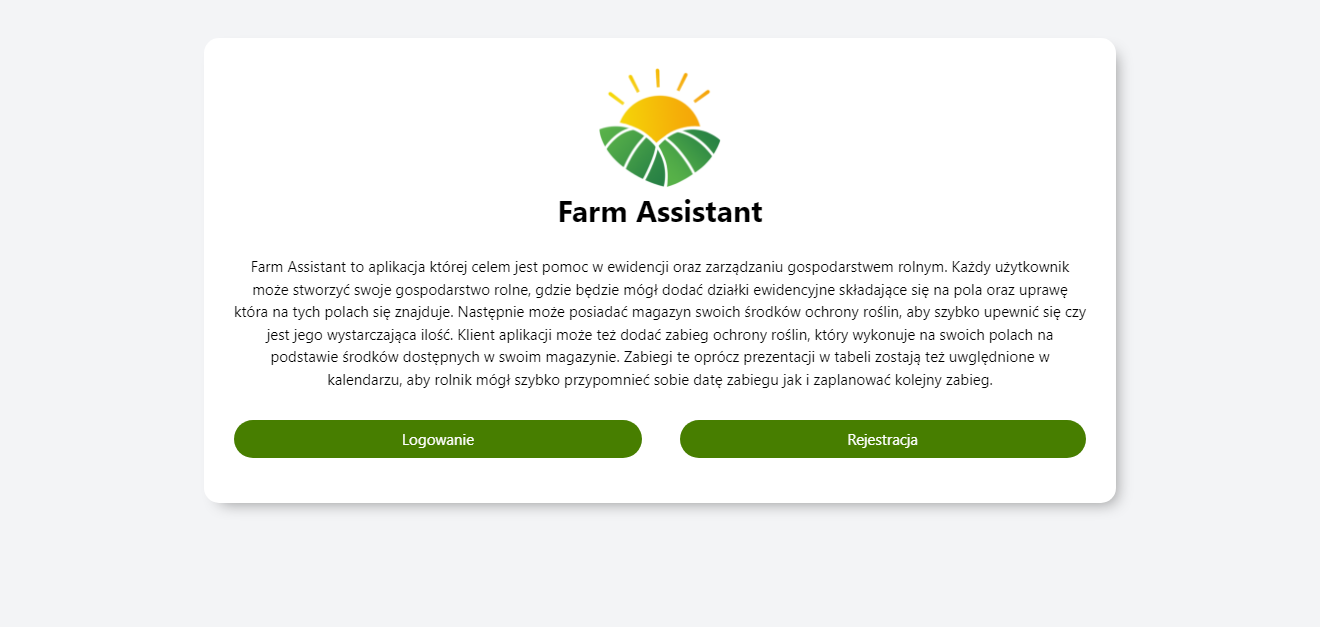 Farm Assistant
Farm Assistant to aplikacja której celem jest pomoc w ewidencji oraz zarządzaniu gospodarstwem rolnym. Każdy użytkownik
może stworzyć swoje gospodarstwo rolne, gdzie będzie mógł dodać działki ewidencyjne składające się na pola oraz uprawę
która na tych polach się znajduje. Następnie może posiadać magazyn swoich środków ochrony roślin, aby szybko upewnić się czy
jest jego wystarczająca ilość. Klient aplikacji może też dodać zabieg ochrony roślin, który wykonuje na swoich polach na
podstawie środków dostępnych w swoim magazynie. Zabiegi te oprócz prezentacji w tabeli zostają też uwględnione w
kalendarzu, aby rolnik mógł szybko przypomnieć sobie datę zabiegu jak i zaplanować kolejny zabieg.
Logowanie
Rejestracja